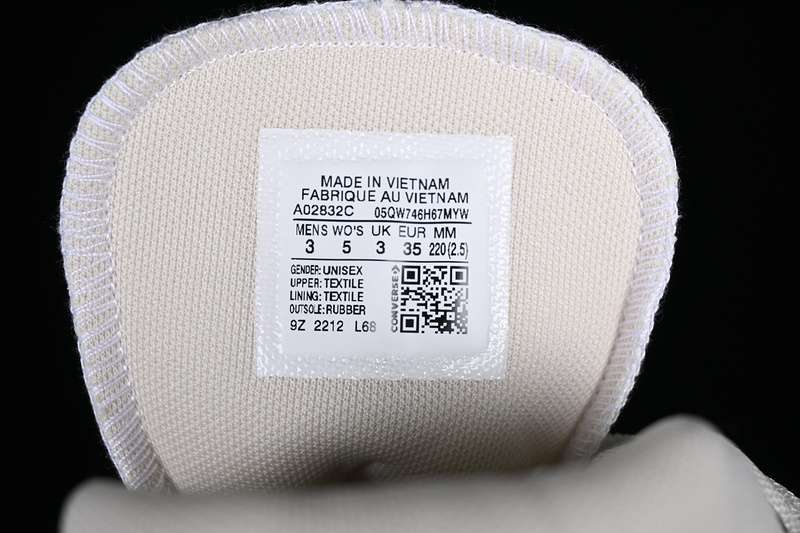 MADE IN VIETNAM
FABRIQUE AU VIETNAM
A02832C 05QW746H67MYW
MENS WO'S UK EUR MM
3 5 3 35 220(2.5)
GENDER: UNISEX
UPPER: TEXTILE
LINING: TEXTILE
OUTSOLE: RUBBER
9Z 2212 L68
CONVERSE